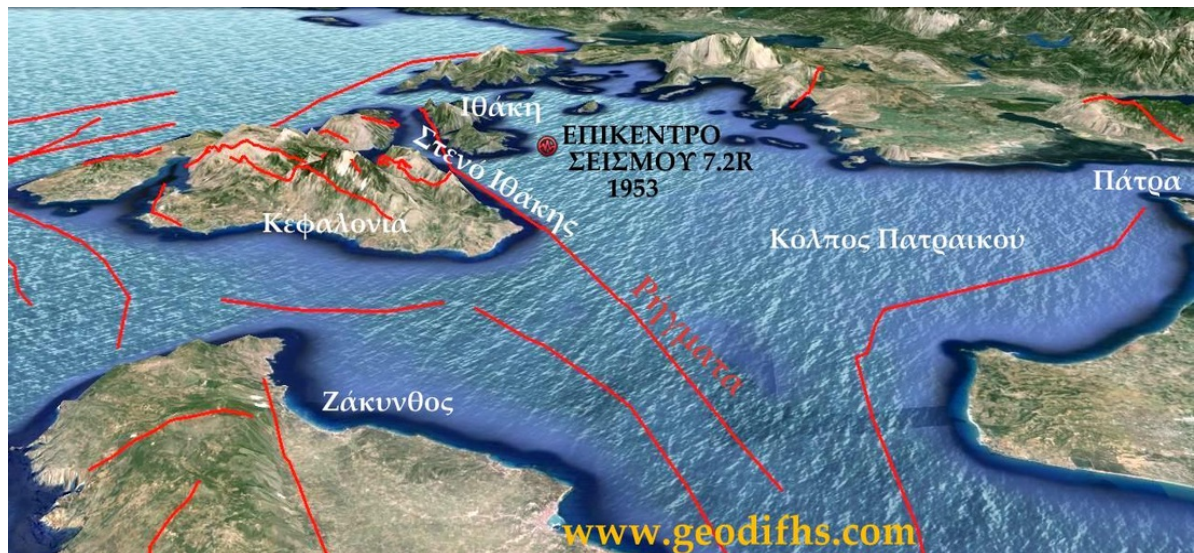 Ιθάκη
ΕΠΙΚΕΝΤΡΟ
ΣΕΙΣΜΟΥ 7.2R
1953
Στενό Ιθάκης
Πάτρα
Κεφαλονιά
Κόλπος Πατραικού
Ρήγματα
Ζάκυνθος
www.geodifhs.com